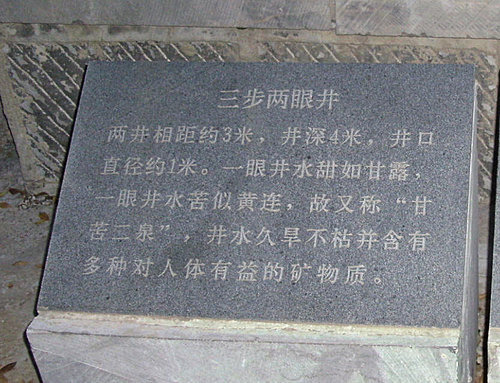 三步两眼井
两井相距约3米，井深4米，井口
直径约1米。一眼井水甜如甘露，
一眼井水苦似黄连，故又称“甘
苦三泉”，井水久旱不枯并含有
多种对人体有益的矿物质。